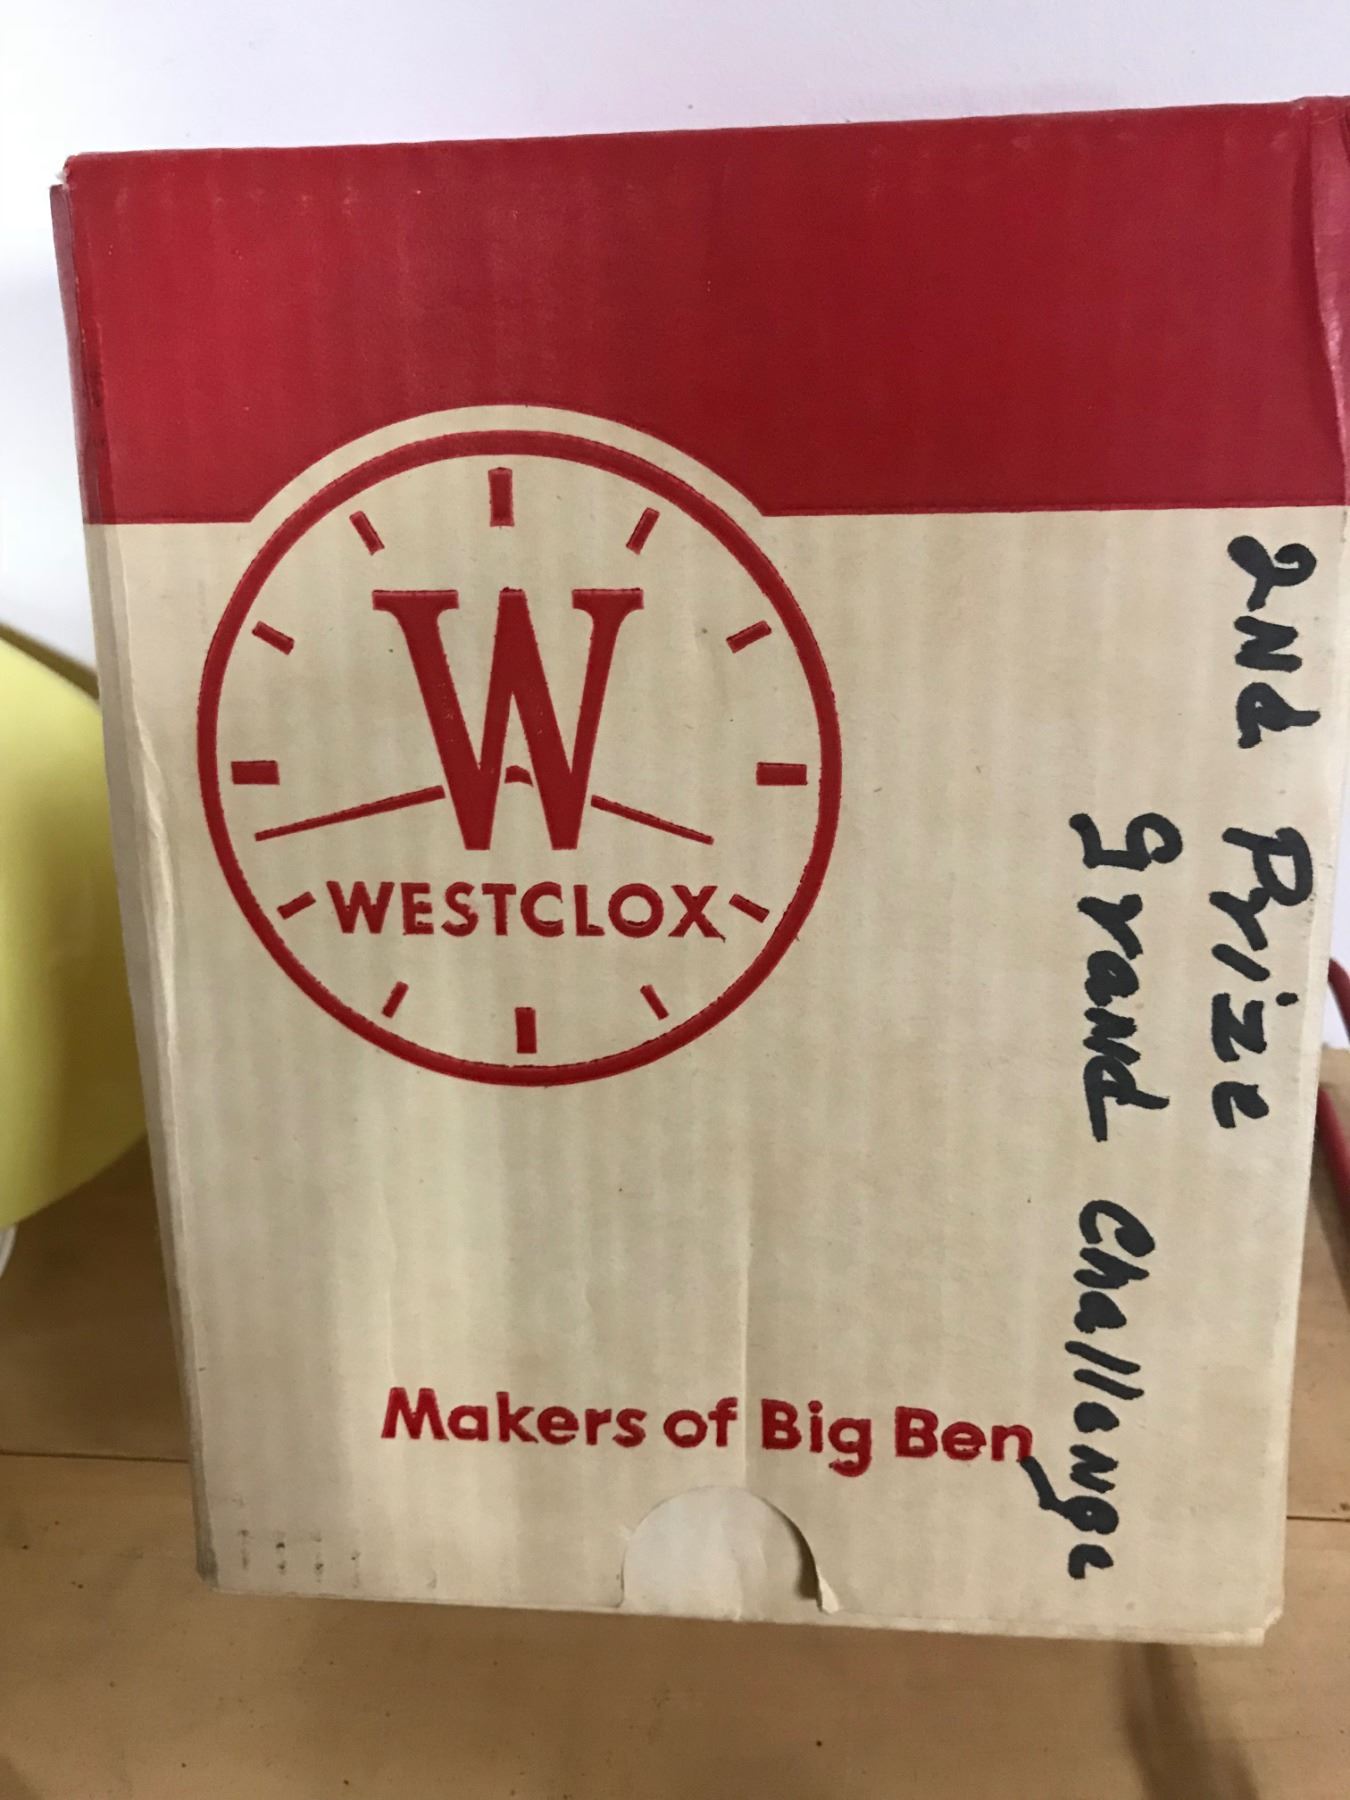 W
WESTCLOX
Makers of Big Ben
2Nd Prize
Grand Challenge